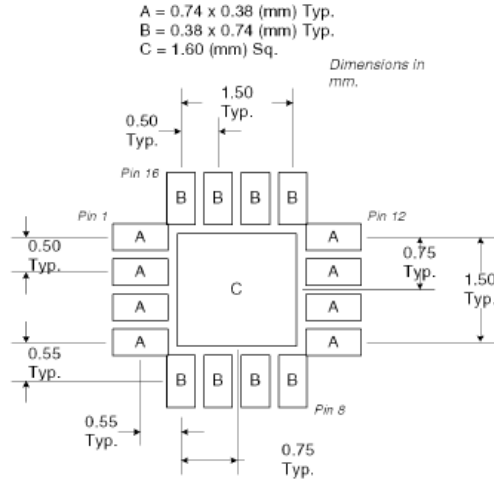 A = 0.74 x 0.38 (mm) Typ.
B = 0.38 x 0.74 (mm) Typ.
C = 1.60 (mm) Sq.
Dimensions in
mm.
1.50
Typ.
0.50
Typ.
Pin 16
B B B B
Pin 1
Pin 12
A A
0.50
Typ.
A A
0.75
Typ.
C
1.50
Typ.
A A
A A
0.55
Typ.
B B B B
Pin 8
0.55
Typ.
0.75
Typ.